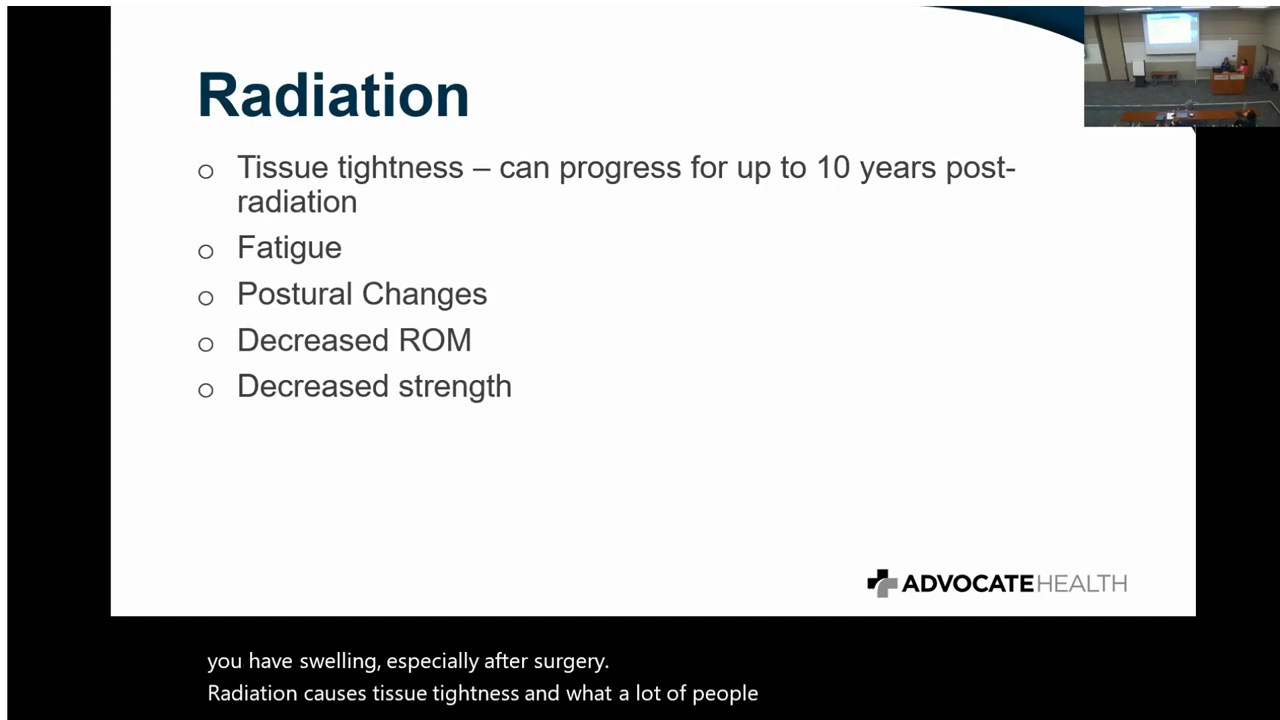 Radiation
o Tissue tightness – can progress for up to 10 years post-
radiation
o Fatigue
o Postural Changes
o Decreased ROM
o Decreased strength
ADVOCATEHEALTH
you have swelling, especially after surgery.
Radiation causes tissue tightness and what a lot of people